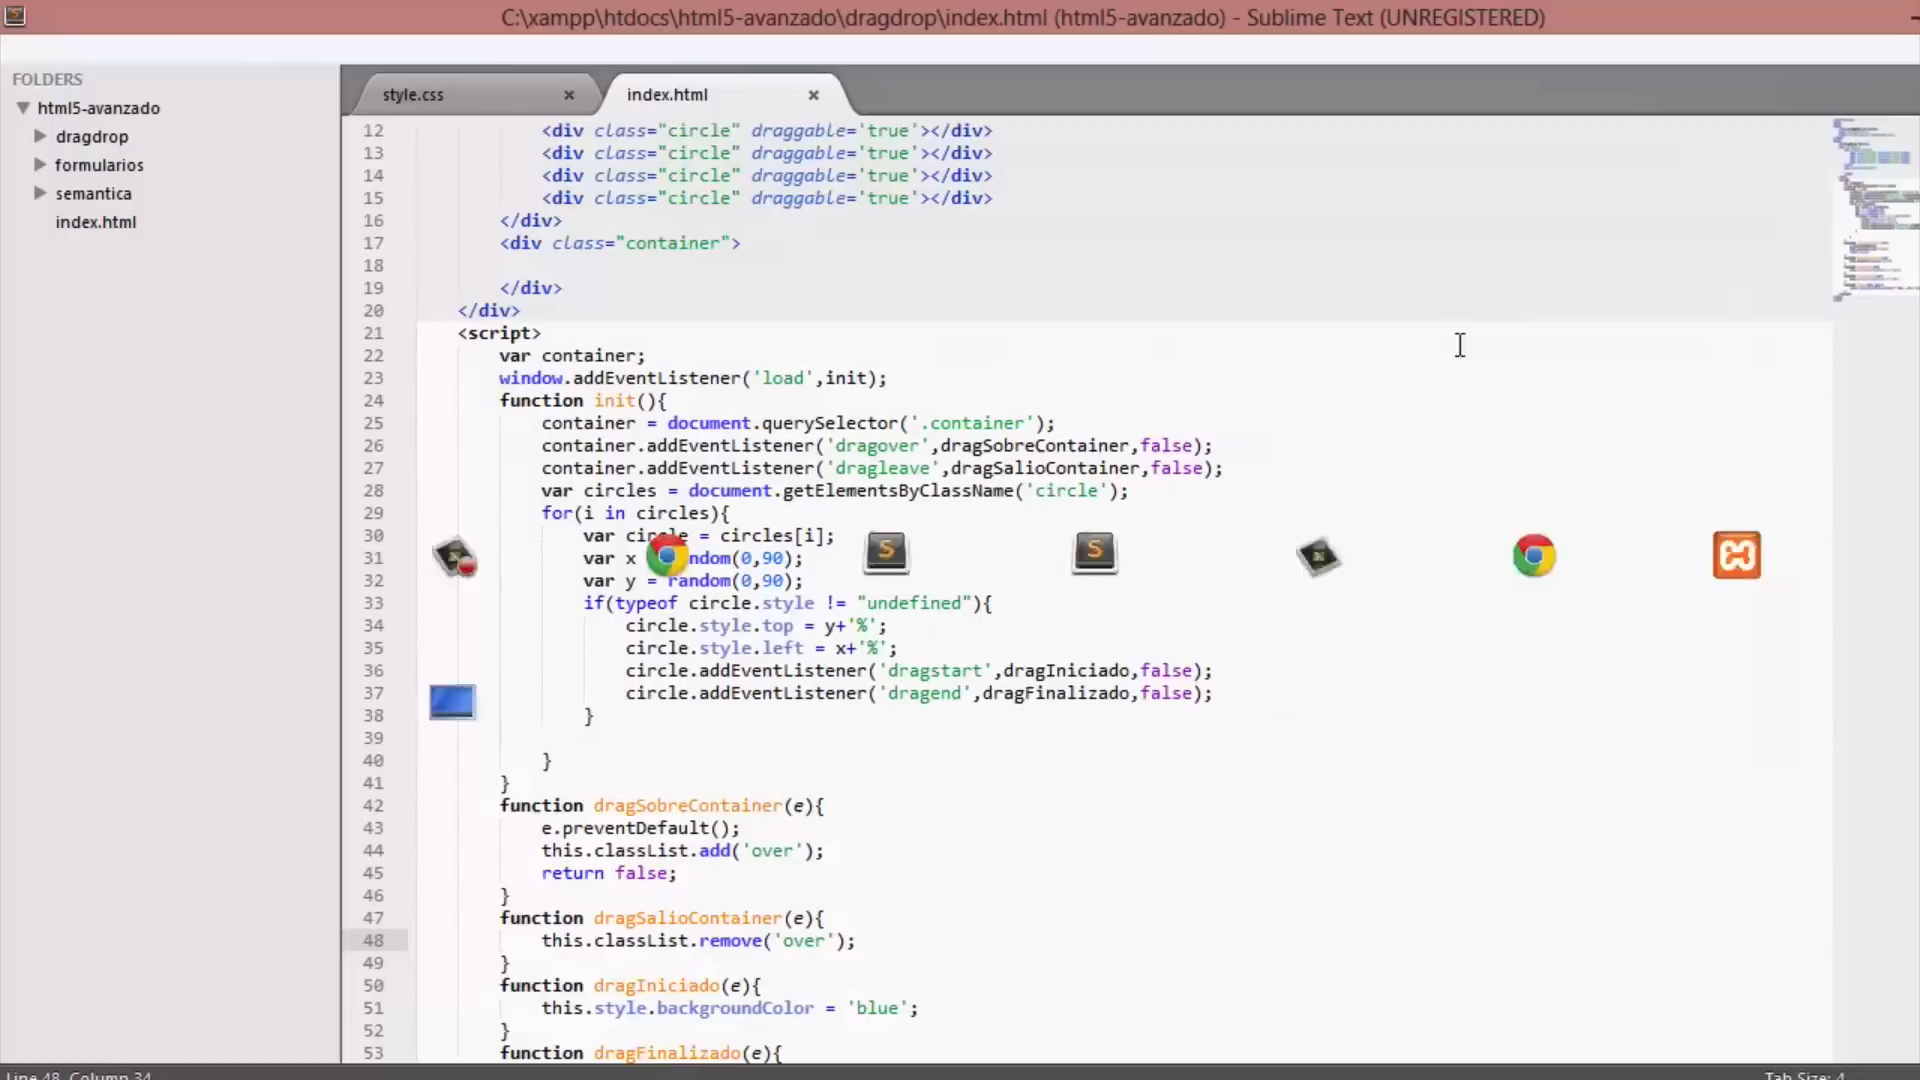 C:\xampp\htdocs\html5-avanzado\dragdrop\index.html (html5-avanzado) - Sublime Text (UNREGISTERED)
FOLDERS
html5-avanzado
dragdrop
formularios
semantica
index.html
style.css
index.html
12 <div class="circle" draggable='true'></div>
13 <div class="circle" draggable='true'></div>
14 <div class="circle" draggable='true'></div>
15 <div class="circle" draggable='true'></div>
16 </div>
17 <div class="container">
18
19 </div>
20 </div>
21 <script>
22 var container;
23 window.addEventListener('load',init);
24 function init(){
25 container = document.querySelector('.container');
26 container.addEventListener('dragover',dragSobreContainer,false);
27 container.addEventListener('dragleave',dragSalioContainer,false);
28 var circles = document.getElementsByClassName('circle');
29 for(i in circles){
30 var circle = circles[i];
31 var x ndom(0,90);
32 var y = random(0,90);
33 if(typeof circle.style != "undefined"){
34 circle.style.top = y+'%';
35 circle.style.left = x+'%';
36 circle.addEventListener('dragstart',dragIniciado,false);
37 circle.addEventListener('dragend',dragFinalizado,false);
38 }
39
40 }
41 }
42 function dragSobreContainer(e){
43 e.preventDefault();
44 this.classList.add('over');
45 return false;
46 }
47 function dragSalioContainer(e){
48 this.classList.remove('over');
49 }
50 function dragIniciado(e){
51 this.style.backgroundColor = 'blue';
52 }
53 function dragFinalizado(e){
Line 48, Column 34
Tab Size: 4